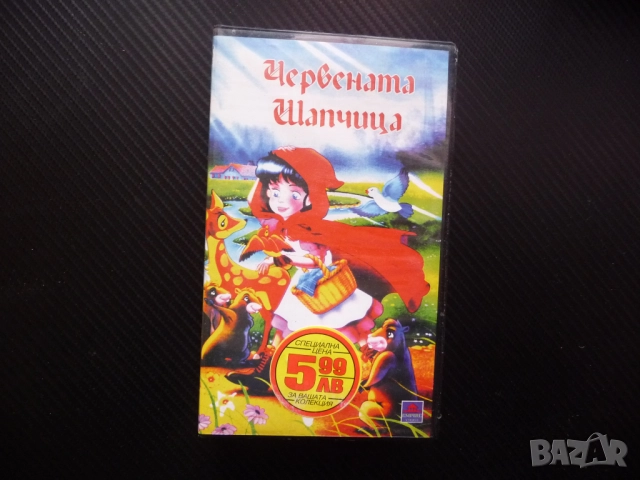 Червената
Шапчица
СПЕЦИАЛНА
ЦЕНА
5 99
ЛВ
ЗА ВАШАТА
КОЛЕКЦИЯ
BAZAR